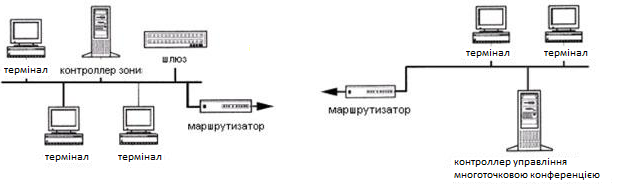 термінал
контроллер зони
шлюз
маршрутизатор
термінал
термінал
термінал
термінал
маршрутизатор
контроллер управління
многоточковою конференцією